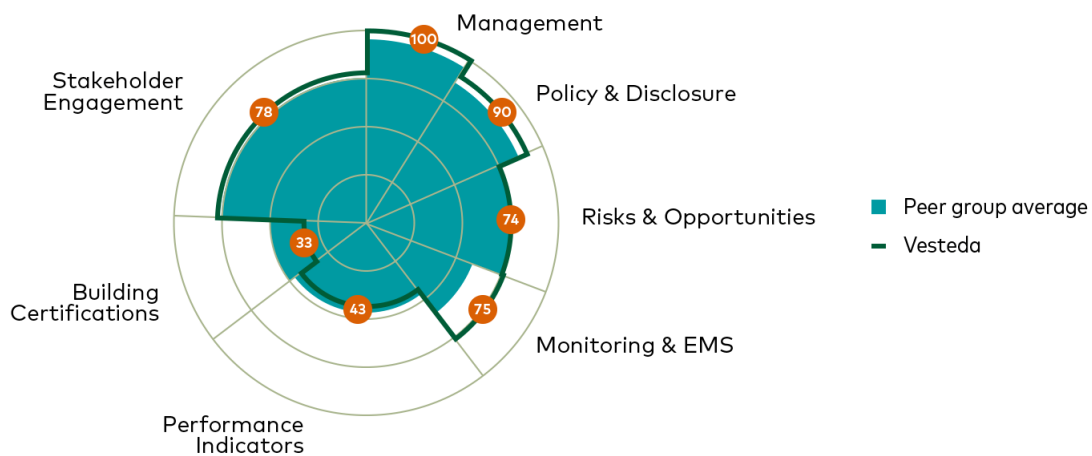 Management
100
Stakeholder
Engagement
Policy & Disclosure
78
90
Peer group average
Risks & Opportunities
74
Vesteda
33
Building
Certifications
43
75
Monitoring & EMS
Performance
Indicators